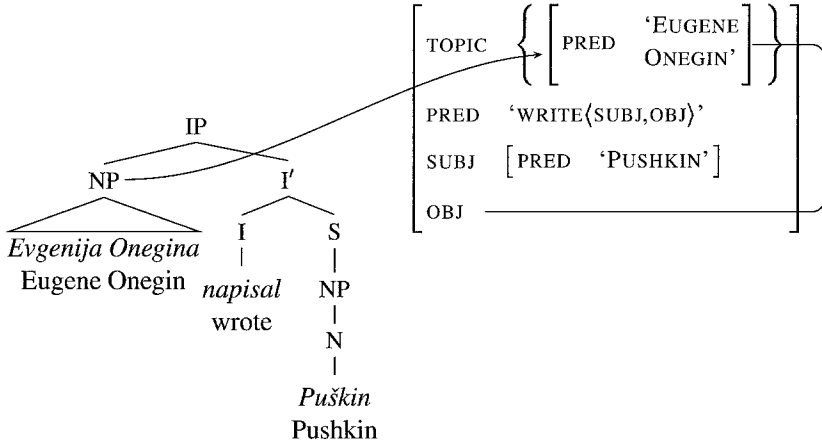 TOPIC { [ PRED ‘EUGENE
ONEGIN’ ] }
PRED ‘WRITE⟨SUBJ,OBJ⟩’
SUBJ [PRED ‘PUSHKIN’]
OBJ
IP
NP I′
Evgenija Onegina I S
Eugene Onegin napisal NP
wrote N
Puškin
Pushkin